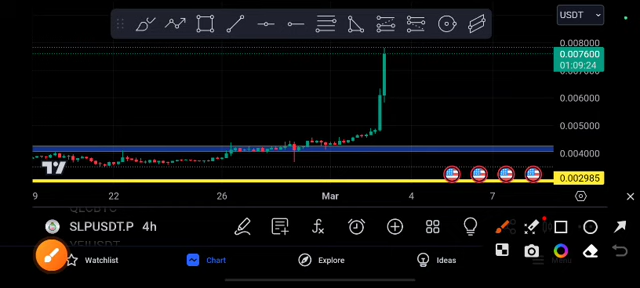 USDT
0.008000
0.007600
01:09:24
0.006000
0.005000
0.004000
0.002985
9 22 26 Mar 4 7
SLPUSDT.P 4h
Watchlist Chart Explore Ideas Menu